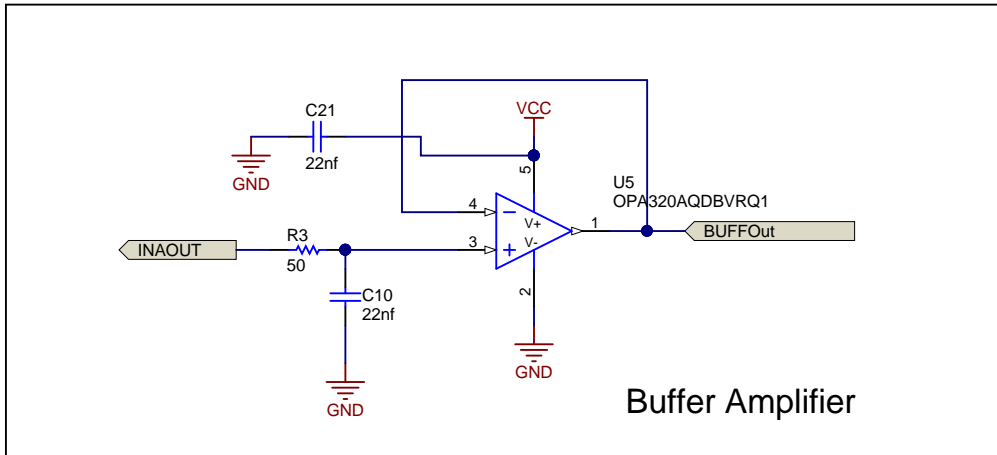 C21
22nf
GND
VCC
5
4
3
V+
V-
1
2
U5
OPA320AQDBVRQ1
BUFFOut
INAOUT
R3
50
C10
22nf
GND
GND
Buffer Amplifier